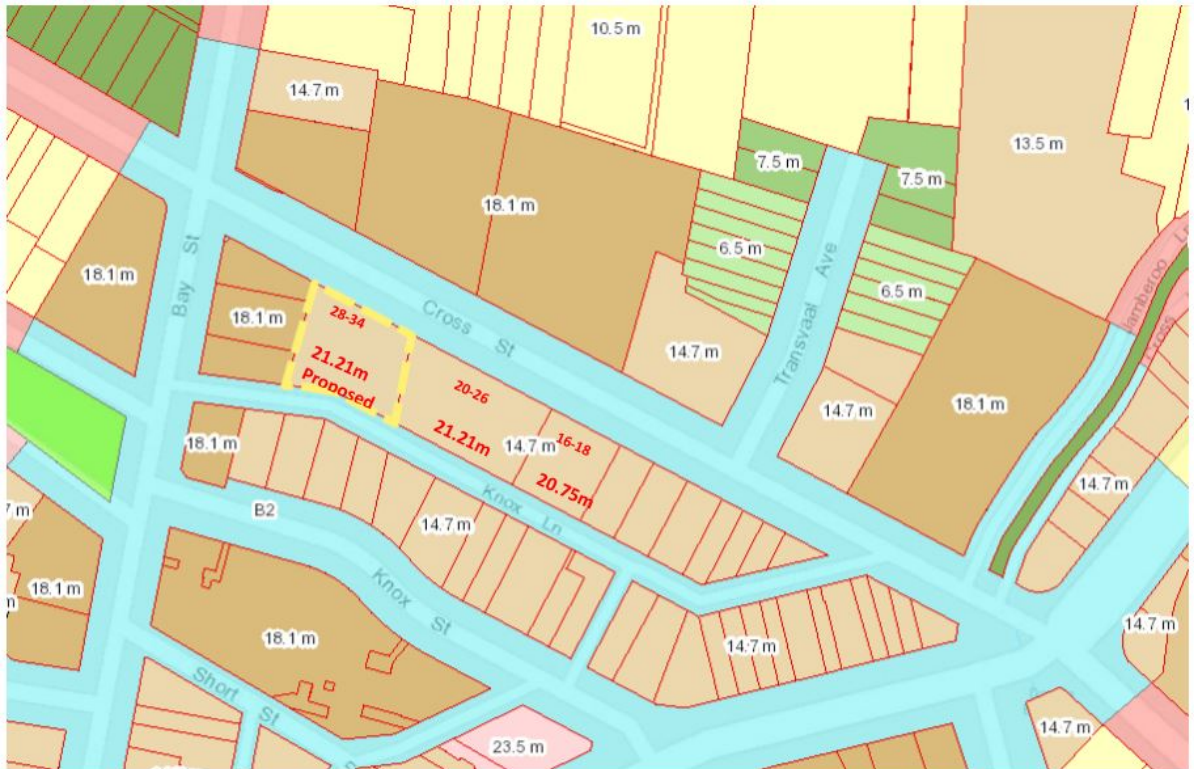 10.5 m
14.7 m
13.5 m
7.5 m
7.5 m
18.1 m
6.5 m
6.5 m
18.1 m
Bay St
18.1 m
28-34
21.21m
Proposed
Cross St
Transvaal Ave
14.7 m
20-26
21.21m
14.7 m
16-18
20.75m
14.7 m
18.1 m
18.1 m
Knox Ln
14.7 m
14.7 m
B2
7 m
18.1 m
Knox St
18.1 m
14.7 m
14.7 m
Short St
23.5 m
14.7 m